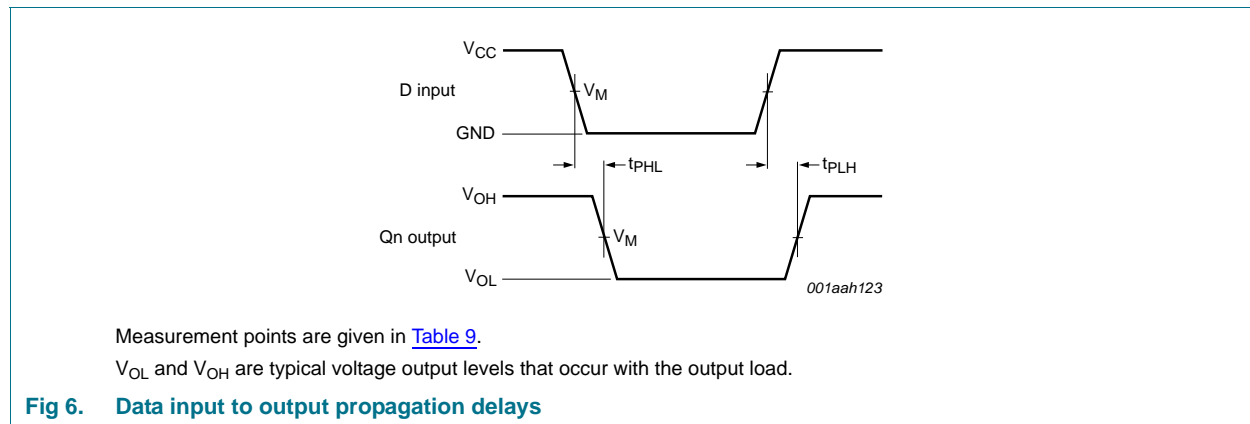 VCC
D input
VM
GND
tPHL
tPLH
VOH
Qn output
VM
VOL
001aah123
Measurement points are given in Table 9.
VOL and VOH are typical voltage output levels that occur with the output load.
Fig 6. Data input to output propagation delays